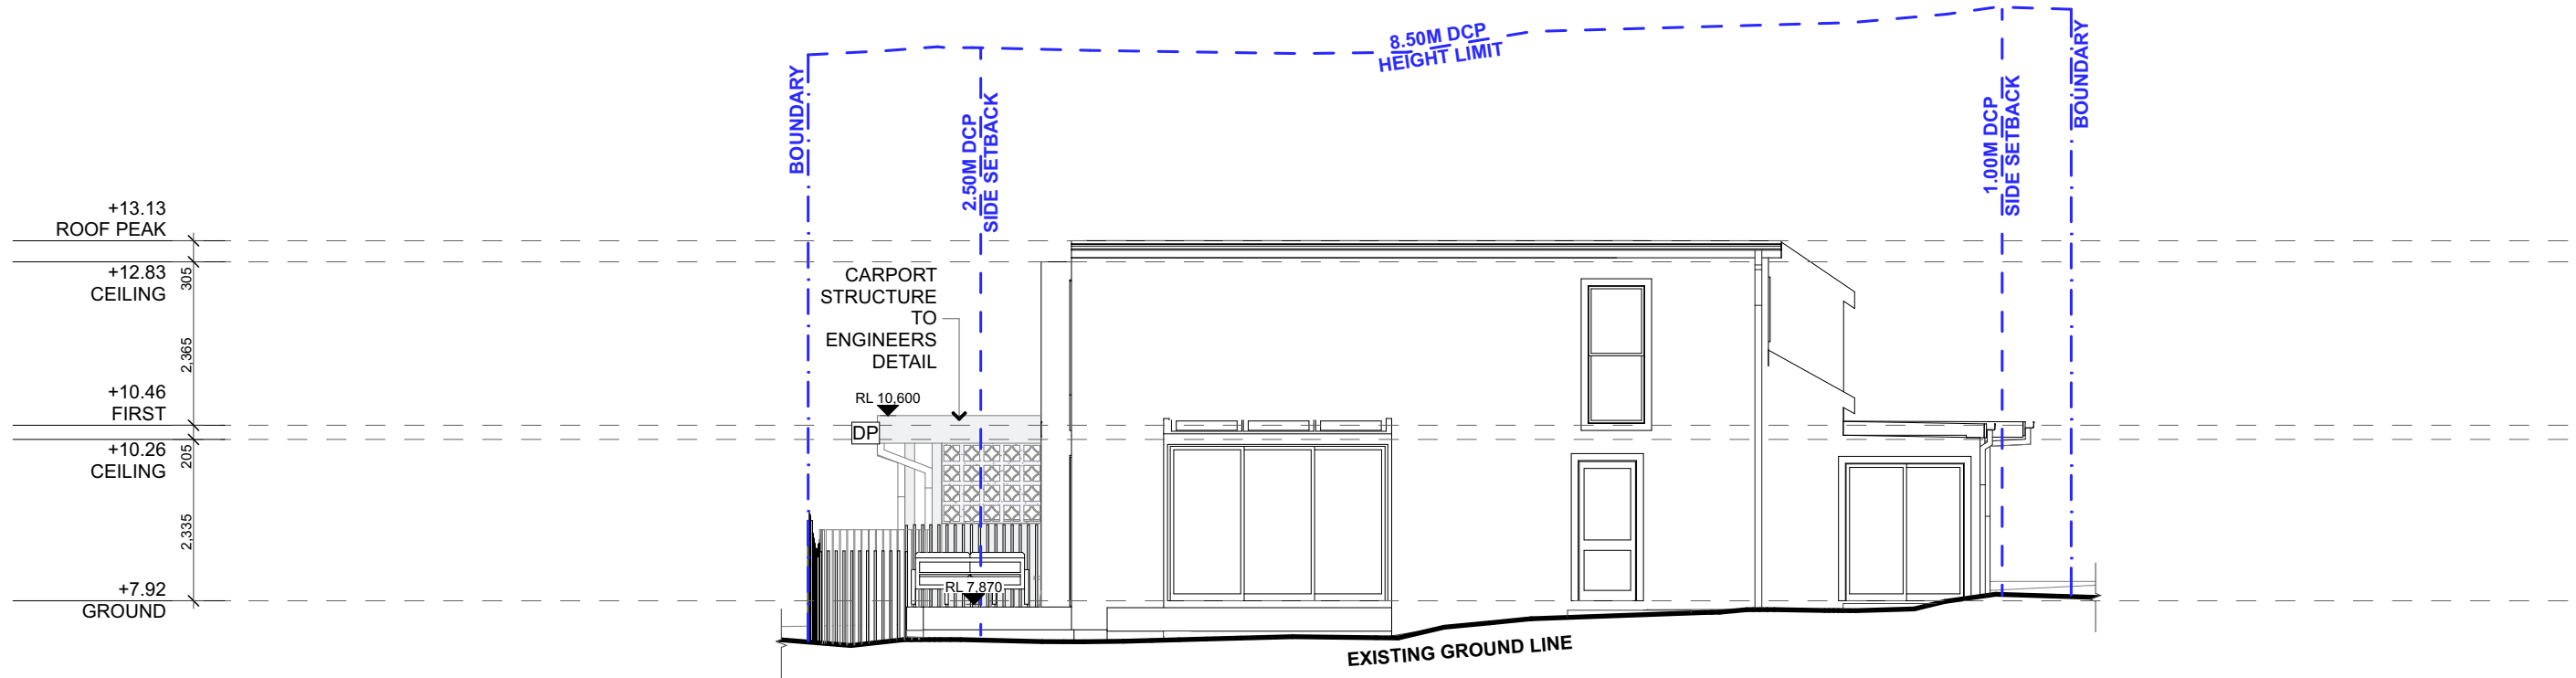 8.50M DCP
HEIGHT LIMIT
BOUNDARY
2.50M DCP
SIDE SETBACK
1.00M DCP
SIDE SETBACK
BOUNDARY
+13.13
ROOF PEAK
305
+12.83
CEILING
2,365
+10.46
FIRST
205
+10.26
CEILING
2,335
+7.92
GROUND
CARPORT
STRUCTURE
TO
ENGINEERS
DETAIL
RL 10,600
DP
RL 7,870
EXISTING GROUND LINE